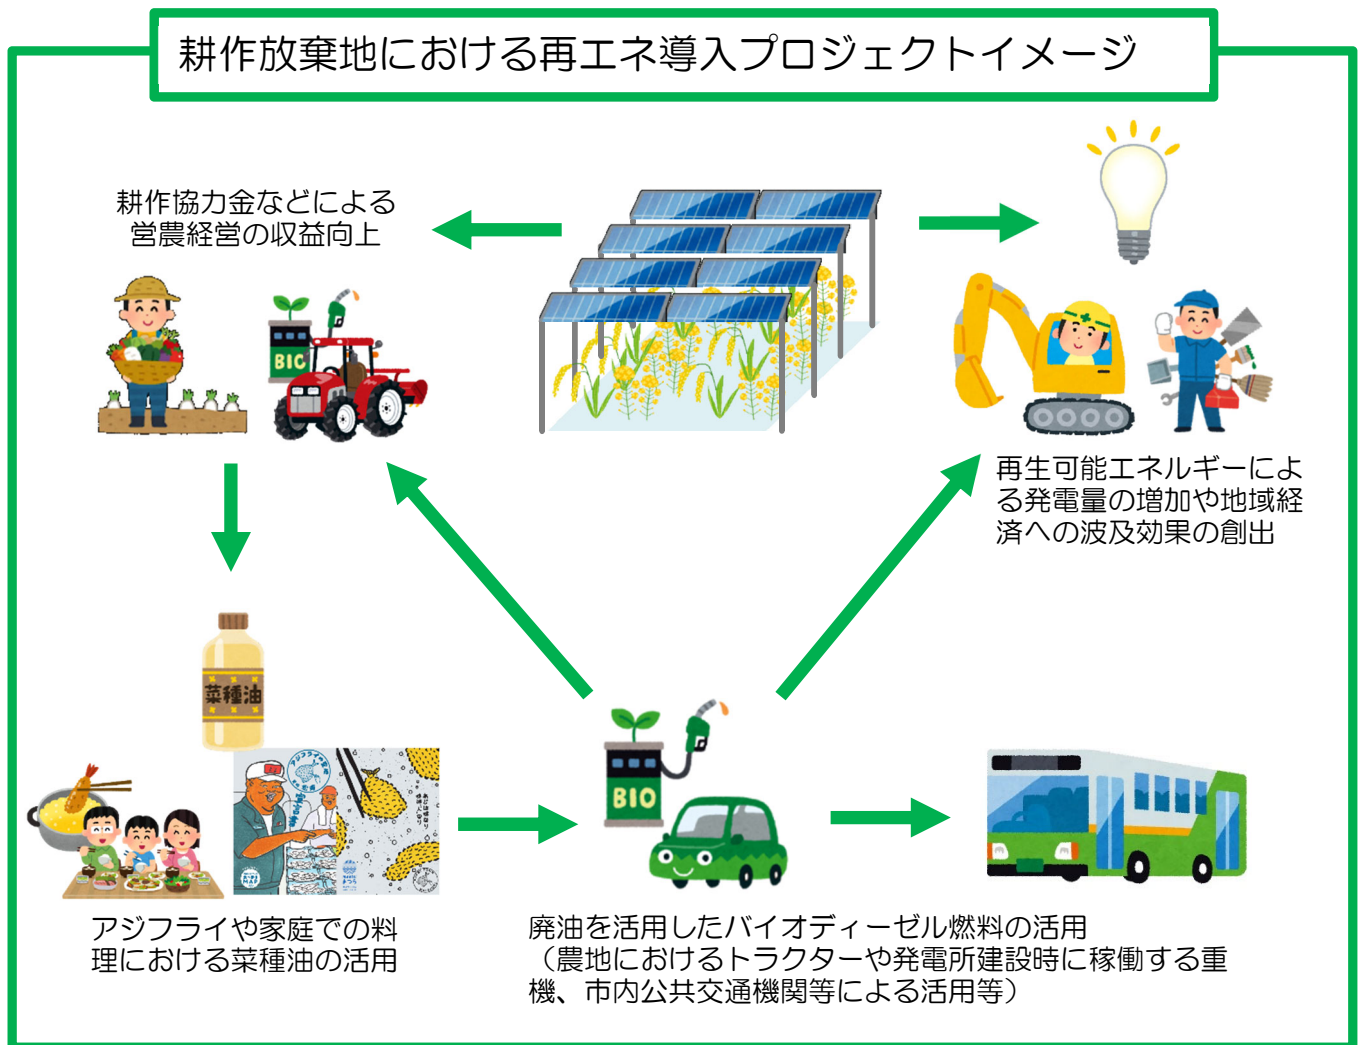 耕作放棄地における再エネ導入プロジェクトイメージ
耕作協力金などによる
営農経営の収益向上
BIO
再生可能エネルギーによ
る発電量の増加や地域経
済への波及効果の創出
菜種油
アジフライや家庭での料
理における菜種油の活用
BIO
廃油を活用したバイオディーゼル燃料の活用
（農地におけるトラクターや発電所建設時に稼働する重
機、市内公共交通機関等による活用等）